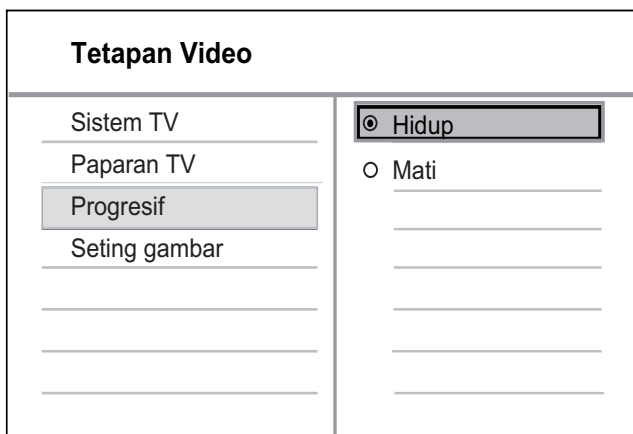 Tetapan Video
Sistem TV
Paparan TV
Progresif
Seting gambar
Hidup
Mati